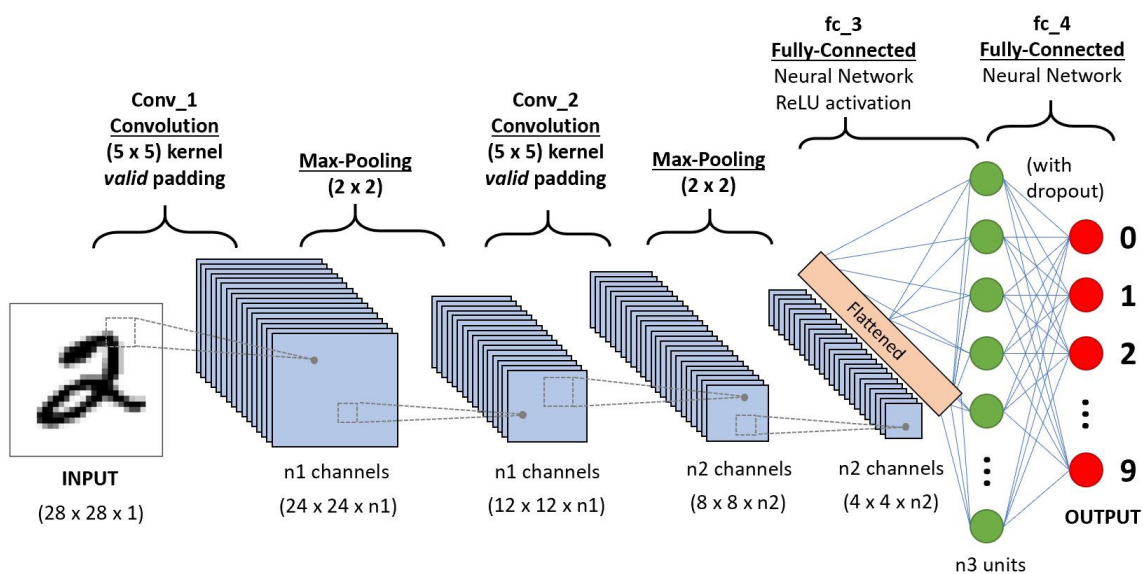 Conv_1
Convolution
(5 x 5) kernel
valid padding
Max-Pooling
(2 x 2)
Conv_2
Convolution
(5 x 5) kernel
valid padding
Max-Pooling
(2 x 2)
fc_3
Fully-Connected
Neural Network
ReLU activation
fc_4
Fully-Connected
Neural Network
(with
dropout)
2
INPUT
(28 x 28 x 1)
n1 channels
(24 x 24 x n1)
n1 channels
(12 x 12 x n1)
n2 channels
(8 x 8 x n2)
n2 channels
(4 x 4 x n2)
Flattened
n3 units
0
1
2
9
OUTPUT